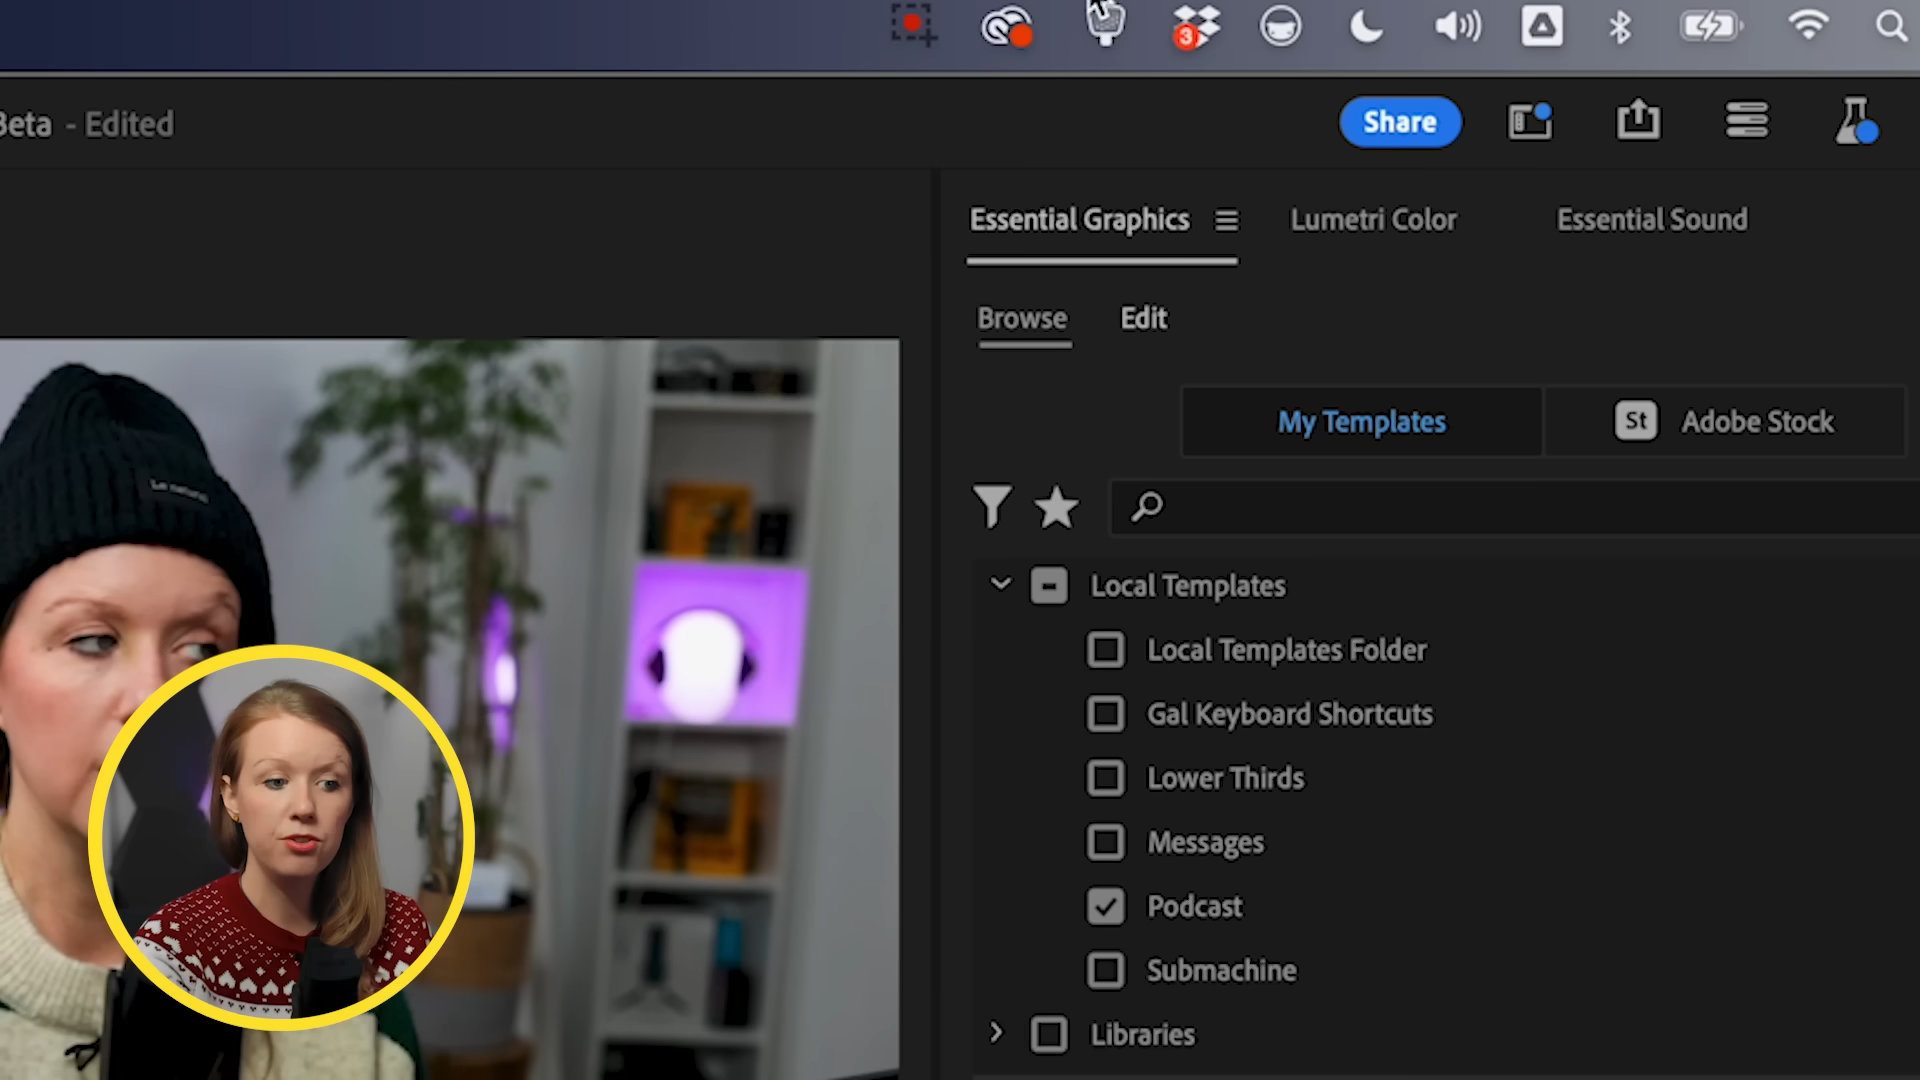 3
Beta - Edited
Share
Essential Graphics
Lumetri Color
Essential Sound
Browse
Edit
My Templates
St Adobe Stock
Local Templates
Local Templates Folder
Gal Keyboard Shortcuts
Lower Thirds
Messages
Podcast
Submachine
Libraries